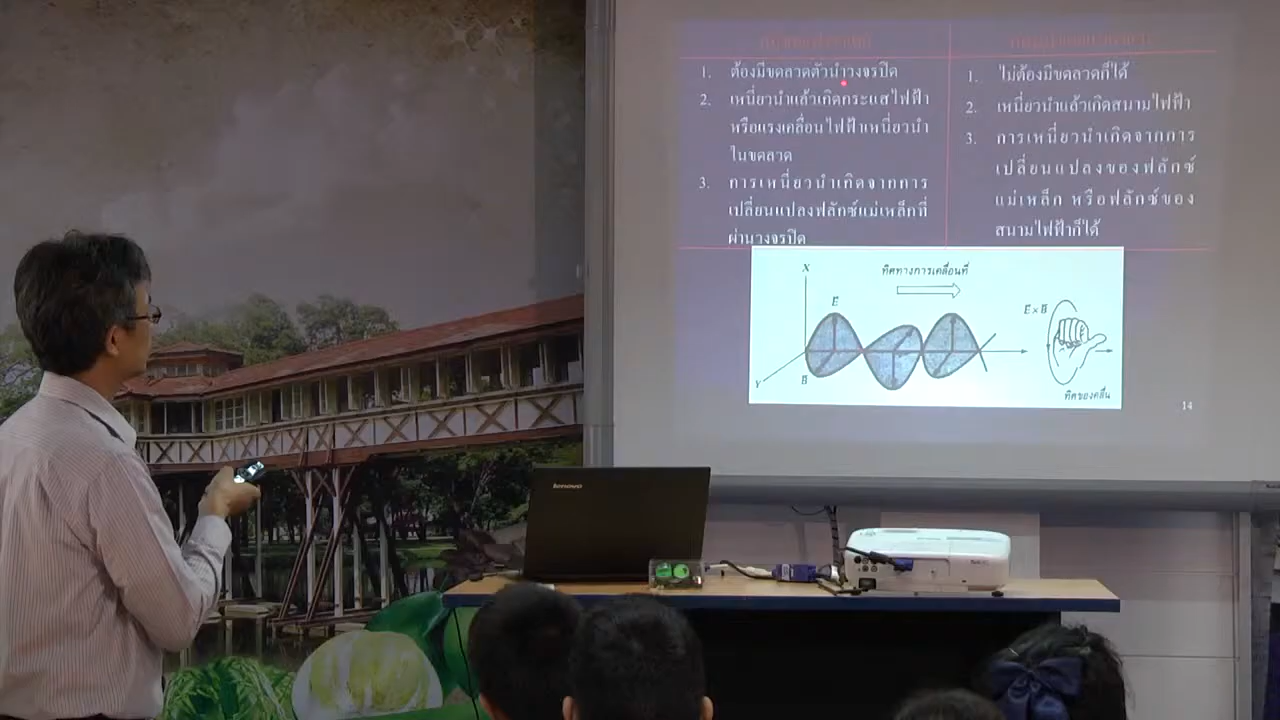 1. ต้องมีขดลวดตัวนำวงจรปิด
2. เหนี่ยวนำแล้วเกิดกระแสไฟฟ้า
หรือแรงเคลื่อนไฟฟ้าเหนี่ยวนำ
ในขดลวด
3. การเหนี่ยวนำเกิดจากการ
เปลี่ยนแปลงฟลักซ์แม่เหล็กที่
ผ่านวงจรปิด
1. ไม่ต้องมีขดลวดก็ได้
2. เหนี่ยวนำแล้วเกิดสนามไฟฟ้า
3. การเหนี่ยวนำเกิดจากการ
เปลี่ยนแปลงของฟลักซ์
แม่เหล็ก หรือฟลักซ์ของ
สนามไฟฟ้าก็ได้
X
ทิศทางการเคลื่อนที่
E
E×B
Y
B
ทิศของคลื่น
14
lenovo